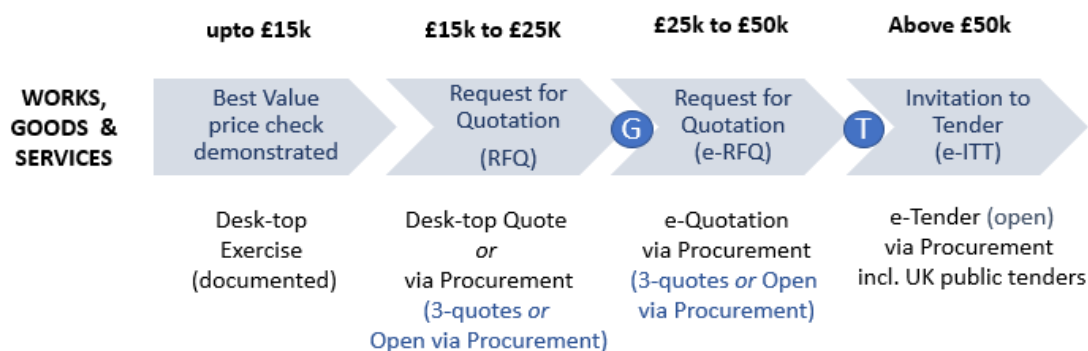 upto £15k
£15k to £25K
£25k to £50k
Above £50k
WORKS,
GOODS &
SERVICES
Best Value
price check
demonstrated
Request for
Quotation
(RFQ)
G
Request for
Quotation
(e-RFQ)
T
Invitation to
Tender
(e-ITT)
Desk-top
Exercise
(documented)
Desk-top Quote
or
via Procurement
(3-quotes or
Open via Procurement)
e-Quotation
via Procurement
(3-quotes or Open
via Procurement)
e-Tender (open)
via Procurement
incl. UK public tenders